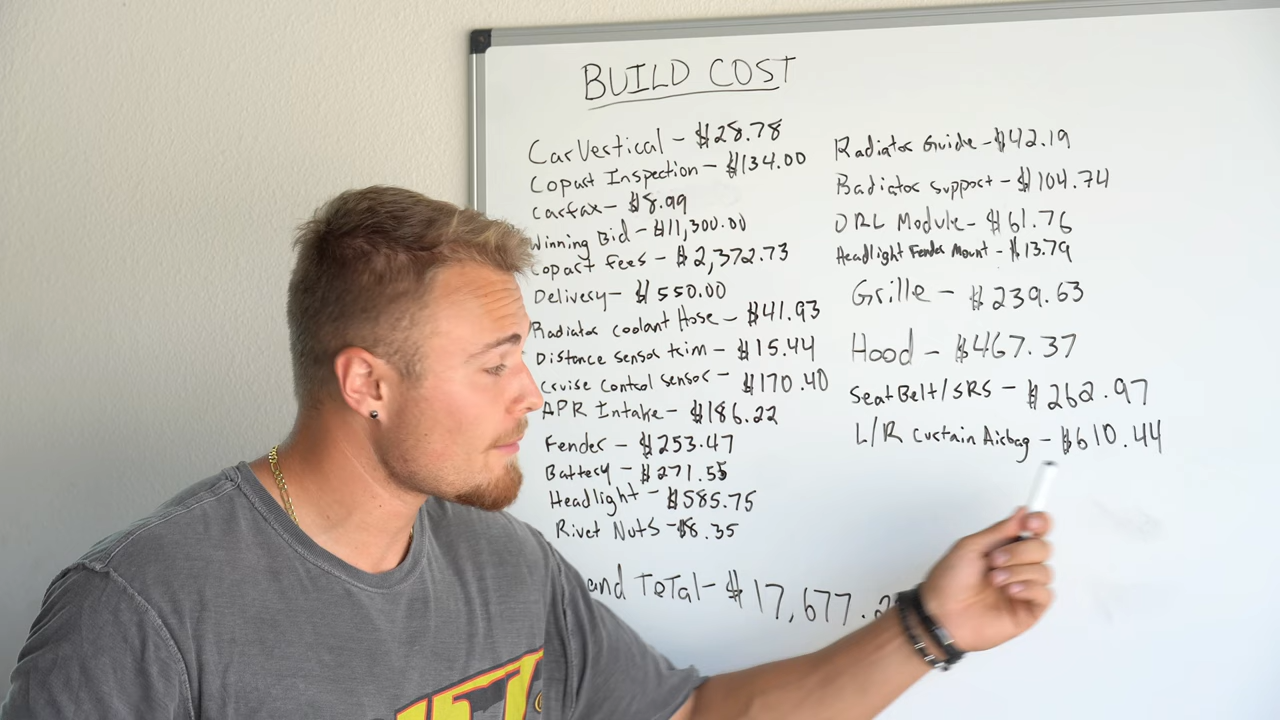 BUILD COST
CarVertical - $28.78
Copart Inspection - $134.00
Carfax - $8.99
Winning Bid - $11,300.00
Copart fees - $2,372.73
Delivery - $550.00
Radiator coolant Hose - $41.93
Distance sensor trim - $15.44
Cruise Control Sensor - $170.40
APR Intake - $186.22
Fender - $253.47
Battery - $271.55
Headlight - $585.75
Rivet Nuts - $8.35
and Total - $17,677.2
Radiator Guide - $42.19
Radiator support - $104.74
DRL Module - $61.76
Headlight Fender Mount - $13.79
Grille - $239.63
Hood - $467.37
Seat Belt/SRS - $262.97
L/R Curtain Airbag - $610.44